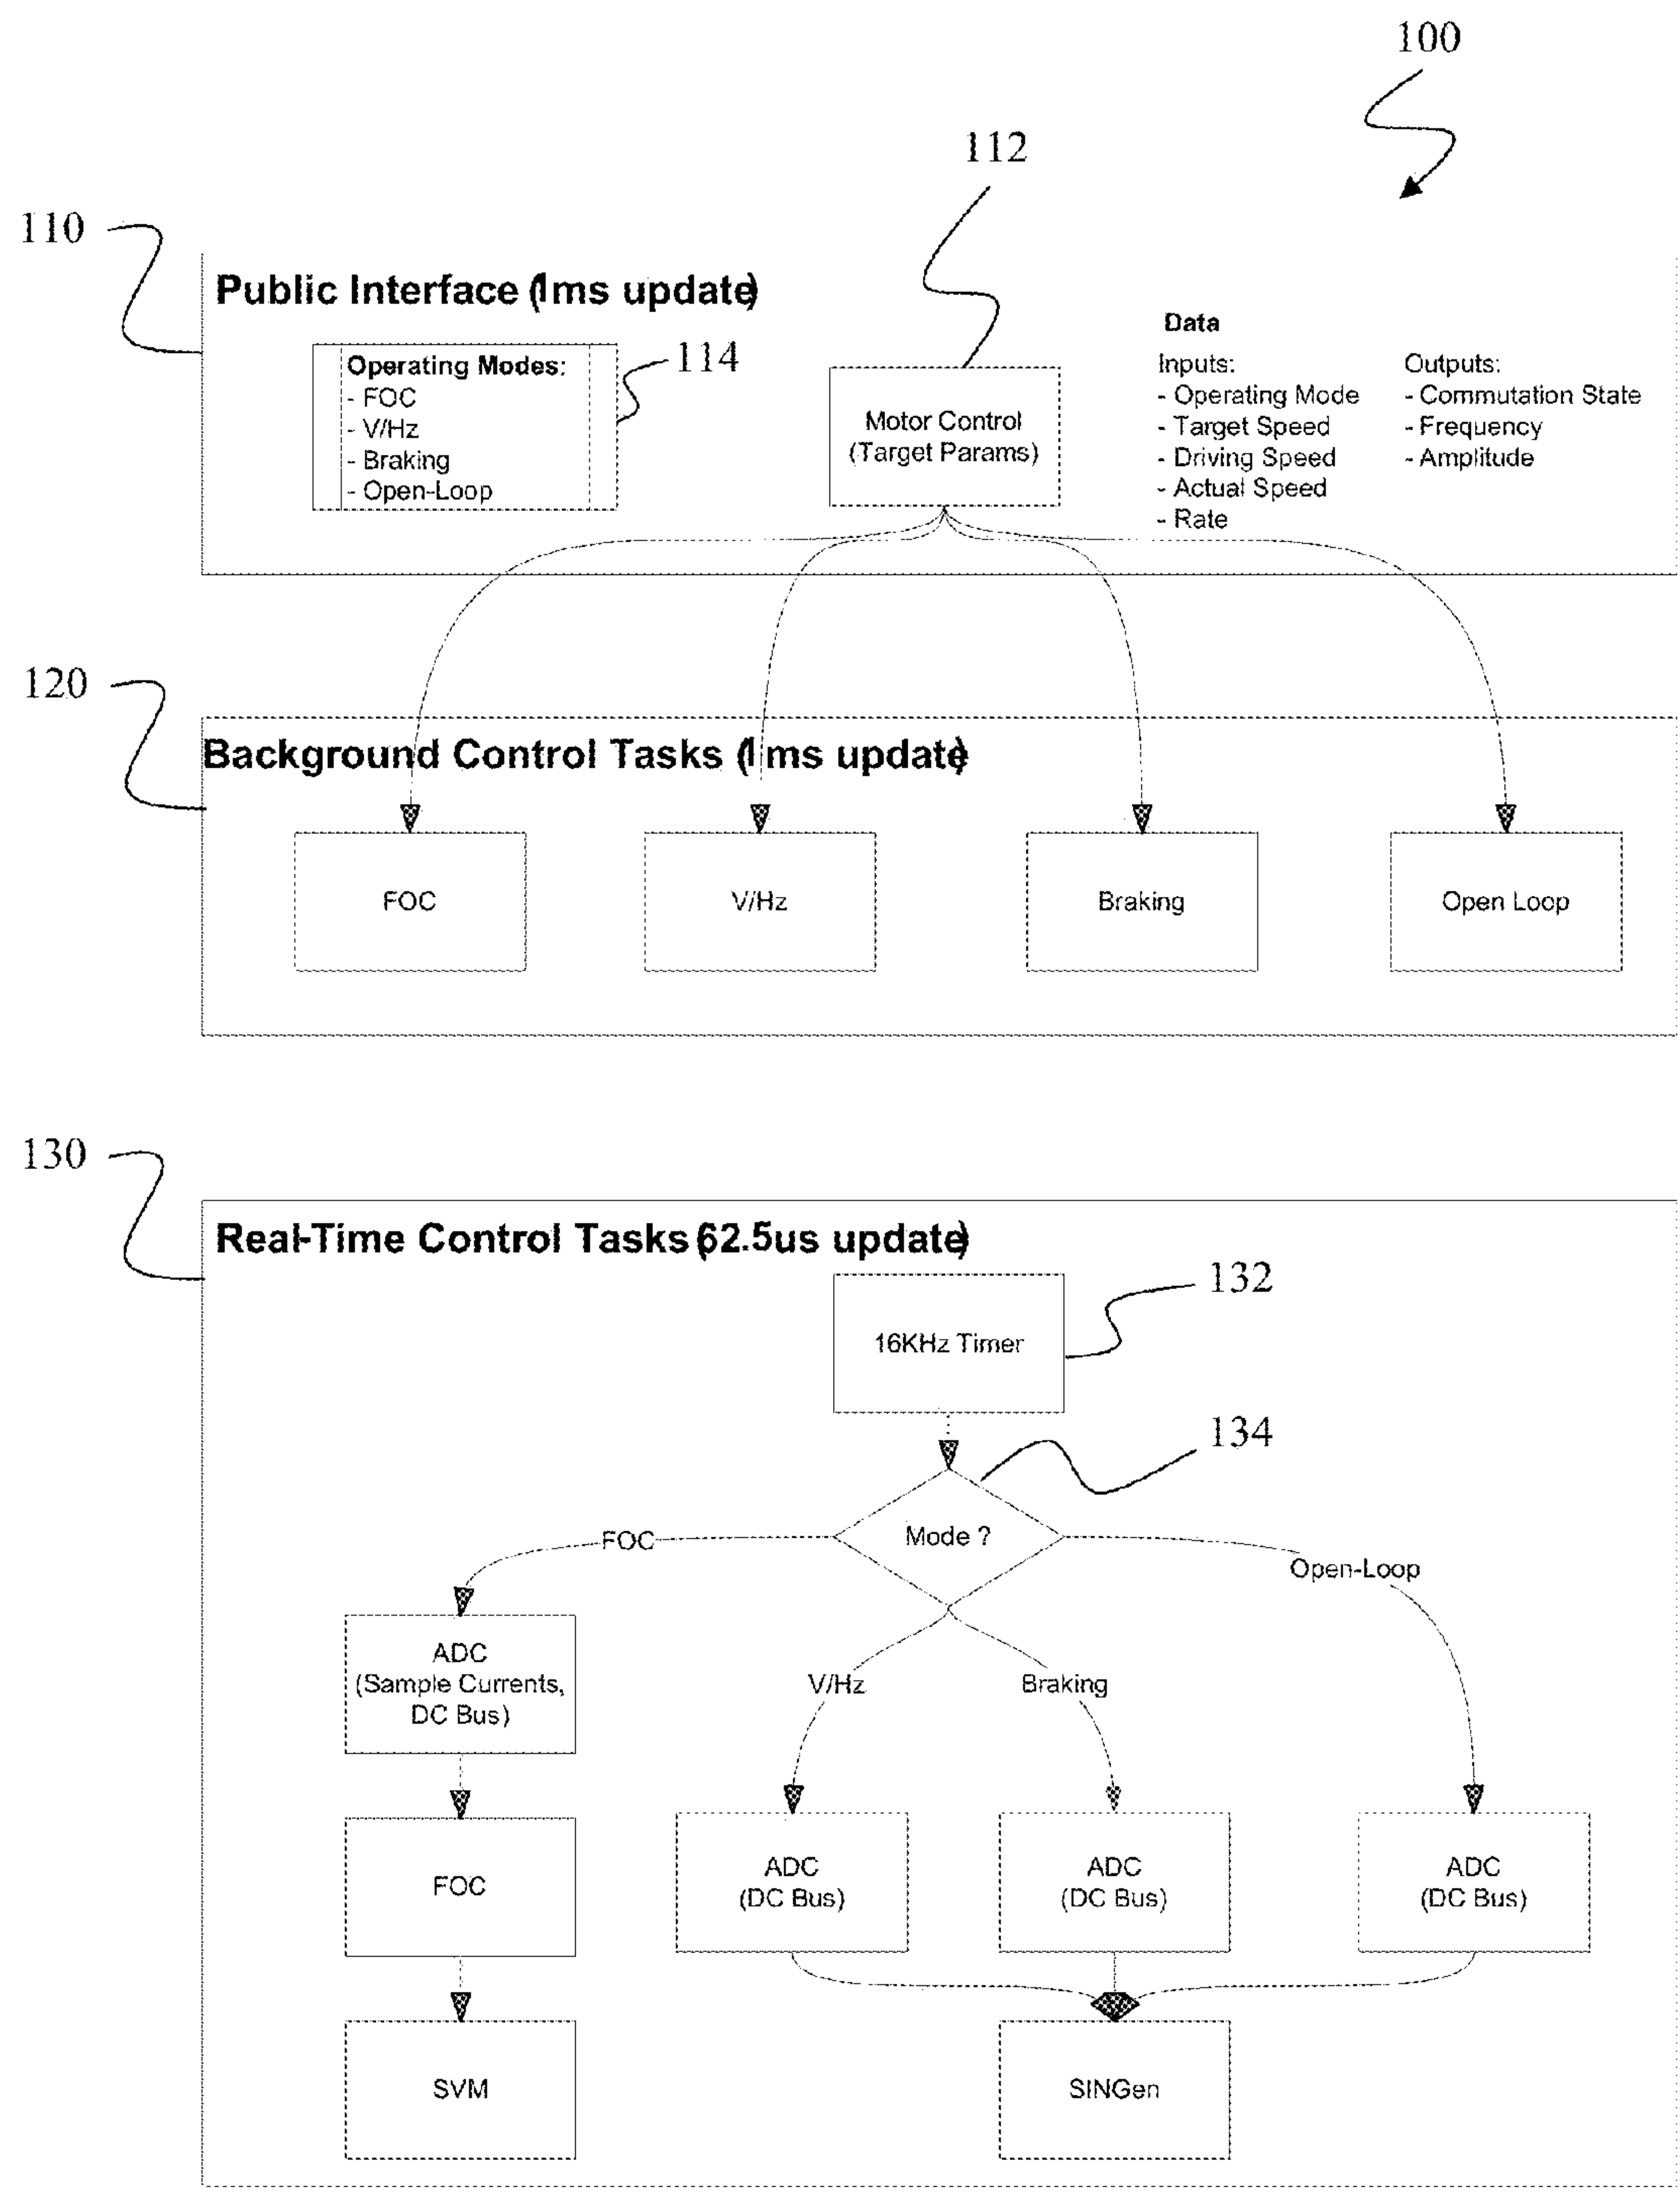 100
112
110
Public Interface (1ms update)
Operating Modes:
- FOC
- V/Hz
- Braking
- Open-Loop
114
Motor Control
(Target Params)
Data
Inputs:
- Operating Mode
- Target Speed
- Driving Speed
- Actual Speed
- Rate
Outputs:
- Commutation State
- Frequency
- Amplitude
120
Background Control Tasks (1ms update)
FOC
V/Hz
Braking
Open Loop
130
Real-Time Control Tasks (62.5us update)
16KHz Timer
132
134
Mode ?
FOC
Open-Loop
ADC
(Sample Currents,
DC Bus)
V/Hz
Braking
FOC
ADC
(DC Bus)
ADC
(DC Bus)
ADC
(DC Bus)
SVM
SINGen